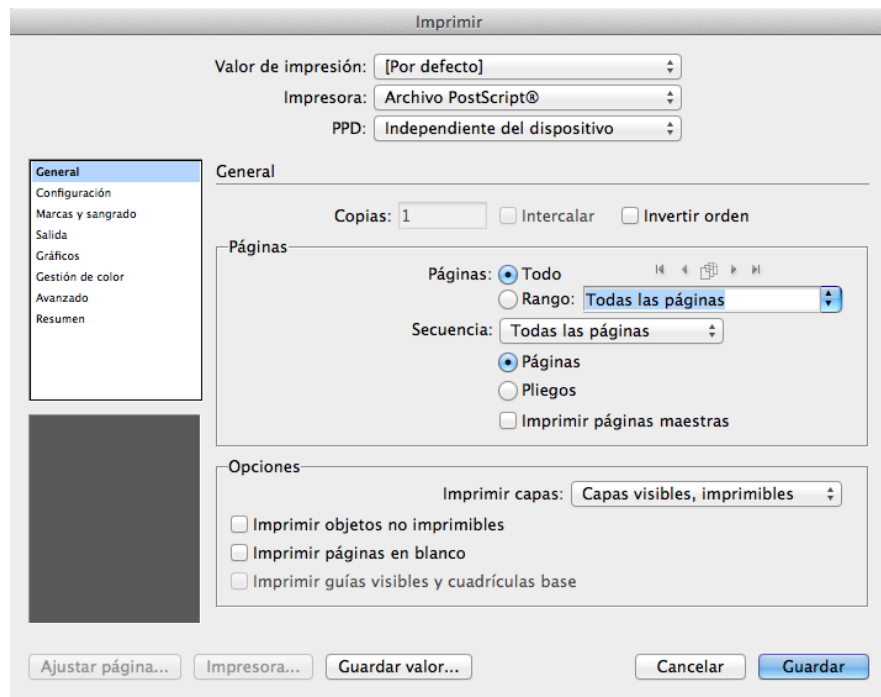 Imprimir
Valor de impresión: [Por defecto]
Impresora: Archivo PostScript®
PPD: Independiente del dispositivo
General
Configuración
Marcas y sangrado
Salida
Gráficos
Gestión de color
Avanzado
Resumen
General
Copias: 1 Intercalar Invertir orden
Páginas
Páginas: Todo
Rango: Todas las páginas
Secuencia: Todas las páginas
Páginas
Pliegos
Imprimir páginas maestras
Opciones
Imprimir capas: Capas visibles, imprimibles
Imprimir objetos no imprimibles
Imprimir páginas en blanco
Imprimir guías visibles y cuadrículas base
Ajustar página... Impresora... Guardar valor... Cancelar Guardar